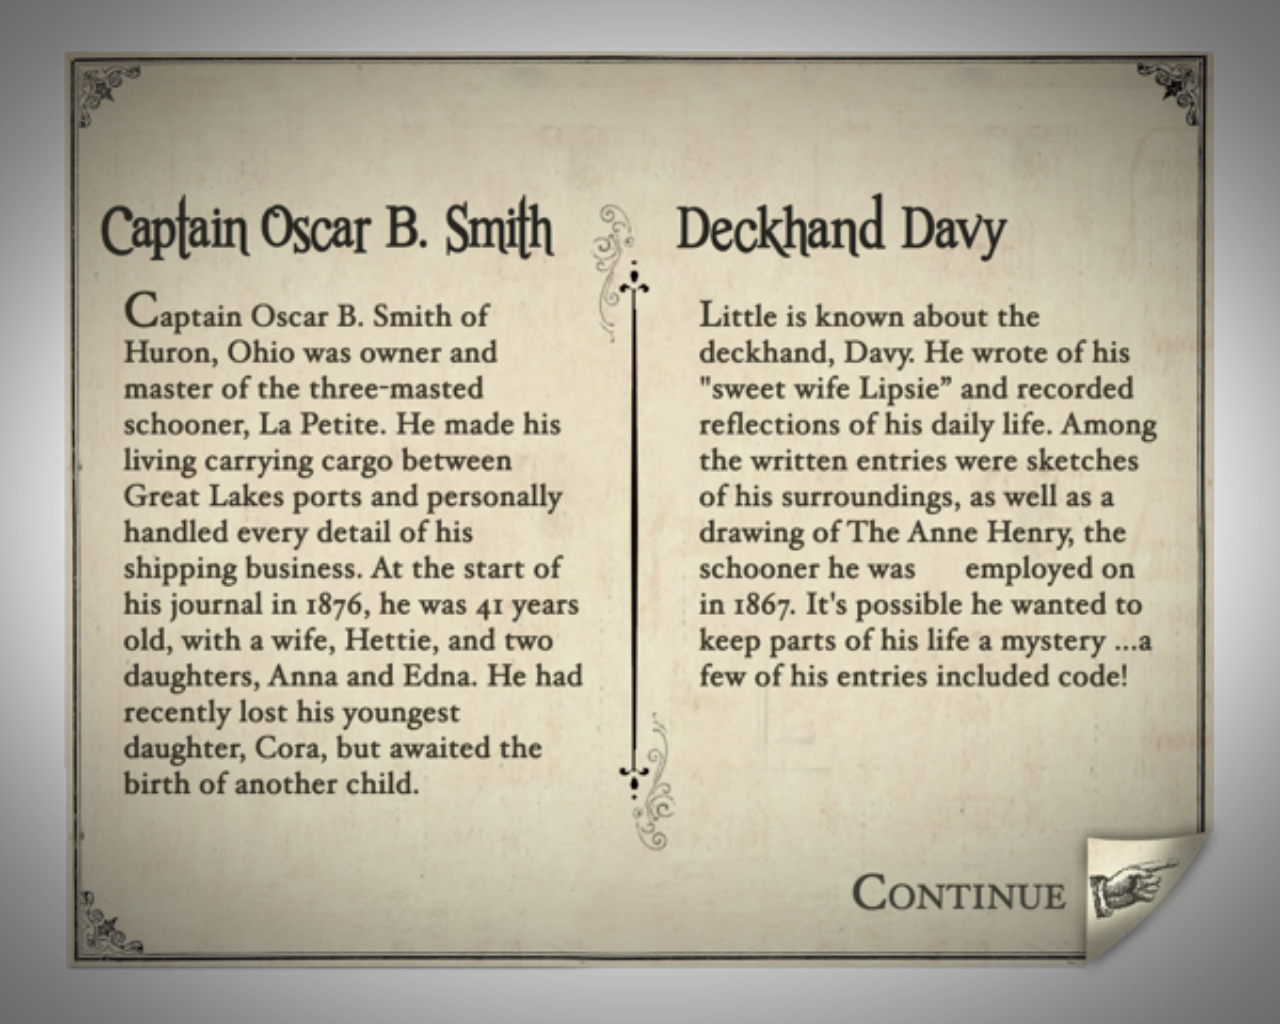 Captain Oscar B. Smith
Captain Oscar B. Smith of
Huron, Ohio was owner and
master of the three-masted
schooner, La Petite. He made his
living carrying cargo between
Great Lakes ports and personally
handled every detail of his
shipping business. At the start of
his journal in 1876, he was 41 years
old, with a wife, Hettie, and two
daughters, Anna and Edna. He had
recently lost his youngest
daughter, Cora, but awaited the
birth of another child.
Deckhand Davy
Little is known about the
deckhand, Davy. He wrote of his
"sweet wife Lipsie” and recorded
reflections of his daily life. Among
the written entries were sketches
of his surroundings, as well as a
drawing of The Anne Henry, the
schooner he was employed on
in 1867. It's possible he wanted to
keep parts of his life a mystery ...a
few of his entries included code!
CONTINUE